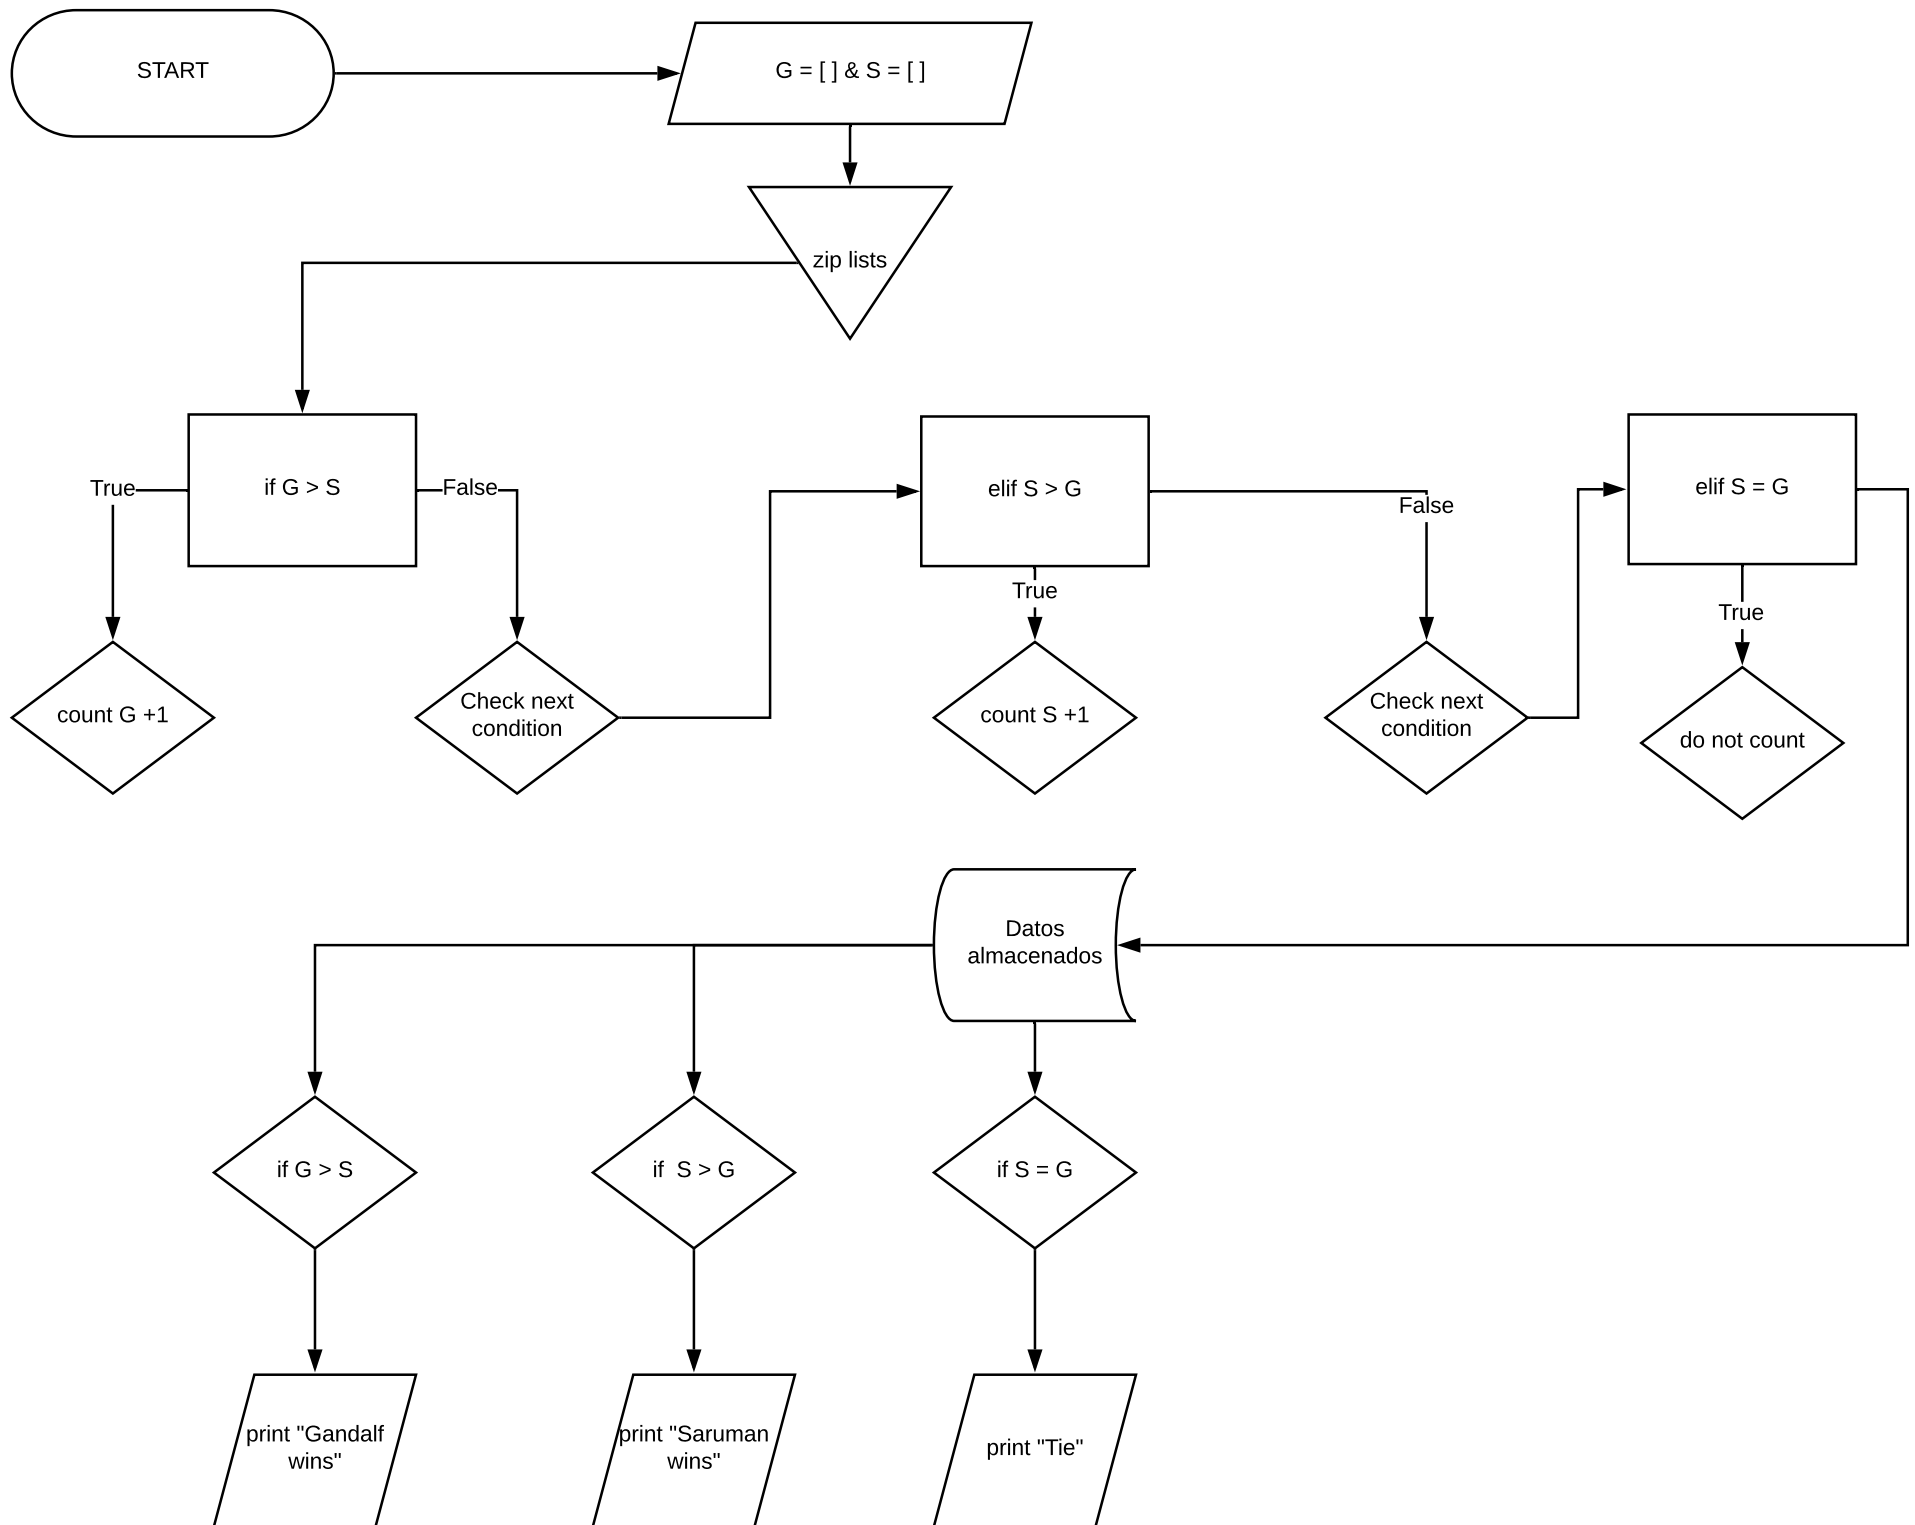 START
G = [ ] & S = [ ]
zip lists
True
if G > S
False
elif S > G
False
elif S = G
True
True
count G +1
Check next
condition
count S +1
Check next
condition
do not count
Datos
almacenados
if G > S
if  S > G
if S = G
print "Gandalf
wins"
print "Saruman
wins"
print "Tie"